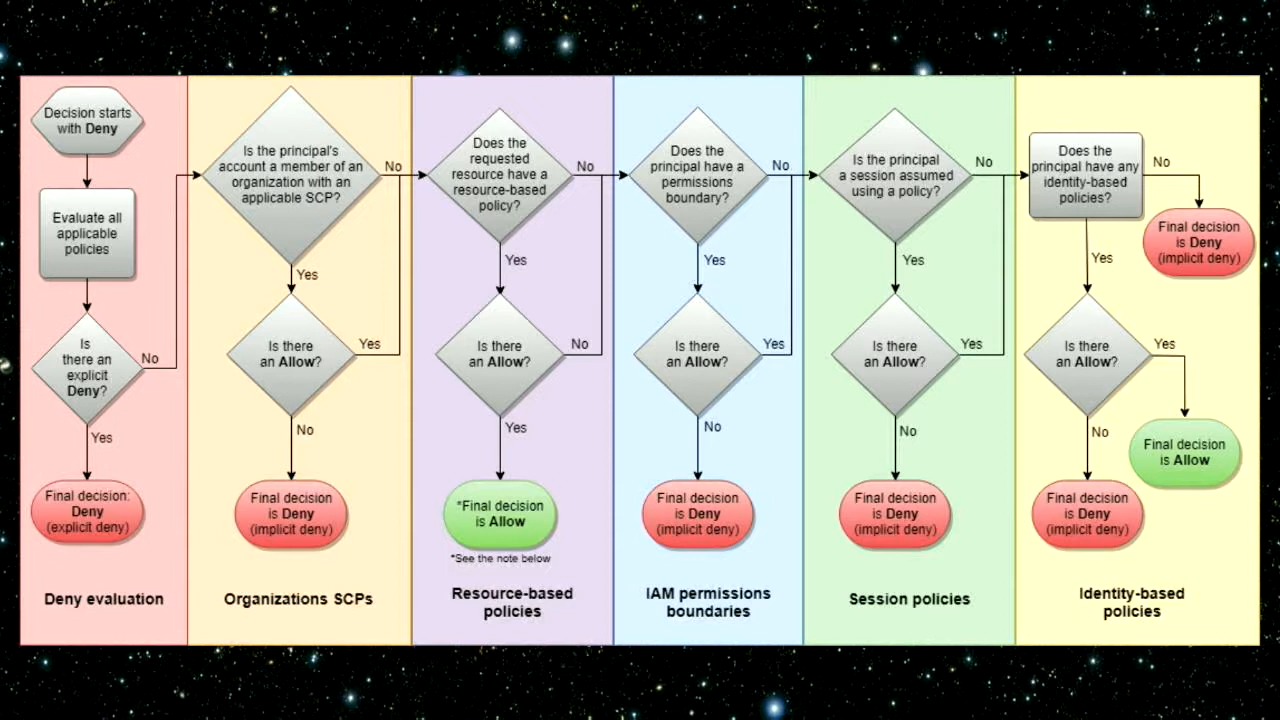 Decision starts
with Deny
Evaluate all
applicable
policies
Is
there an
explicit
Deny?
No
Yes
Final decision:
Deny
(explicit deny)
Deny evaluation
Is the principal's
account a member of an
organization with an
applicable SCP?
No
Yes
Is there
an Allow?
Yes
No
Final decision
is Deny
(implicit deny)
Organizations SCPs
Does the
requested
resource have a
resource-based
policy?
No
Yes
Is there
an Allow?
No
Yes
*Final decision
is Allow
*See the note below
Resource-based
policies
Does the
principal have a
permissions
boundary?
No
Yes
Is there
an Allow?
Yes
No
Final decision
is Deny
(implicit deny)
IAM permissions
boundaries
Is the principal
a session assumed
using a policy?
No
Yes
Is there
an Allow?
Yes
No
Final decision
is Deny
(implicit deny)
Session policies
Does the
principal have any
identity-based
policies?
No
Final decision
is Deny
(implicit deny)
Yes
Is there
an Allow?
Yes
Final decision
is Allow
No
Final decision
is Deny
(implicit deny)
Identity-based
policies